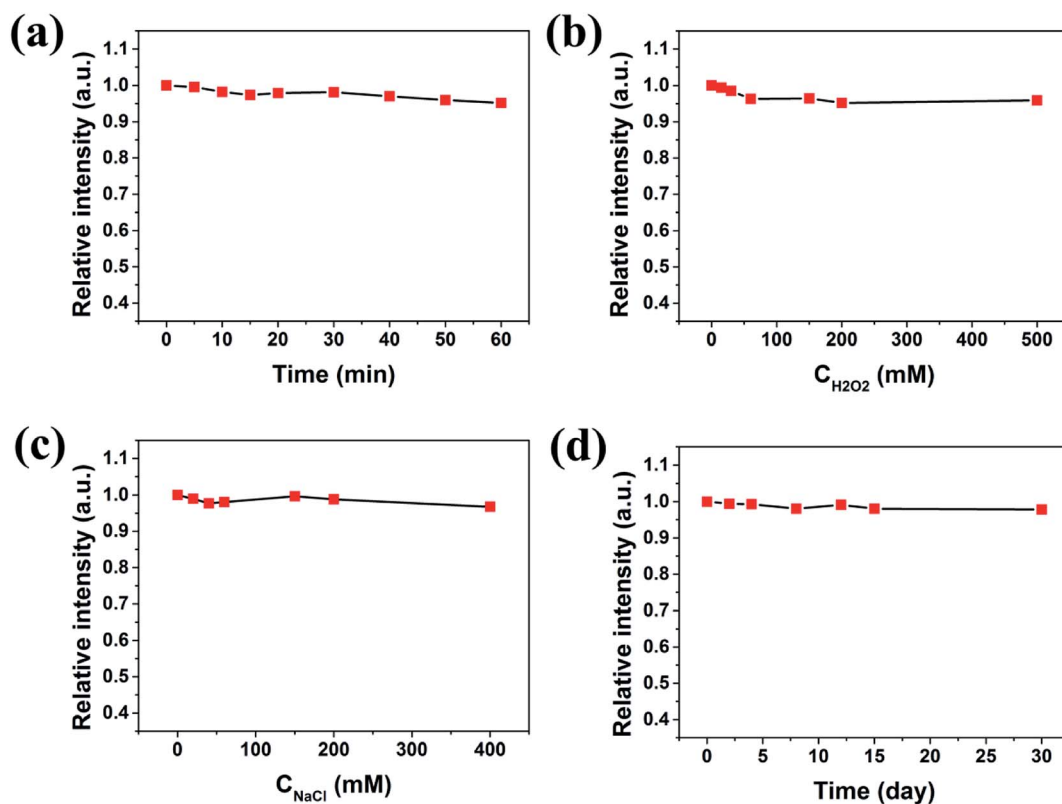 (a)
Relative intensity (a.u.)
1.1
1.0
0.9
0.8
0.7
0.6
0.5
0.4
0 10 20 30 40 50 60
Time (min)
(b)
Relative intensity (a.u.)
1.1
1.0
0.9
0.8
0.7
0.6
0.5
0.4
0 100 200 300 400 500
C_H2O2 (mM)
(c)
Relative intensity (a.u.)
1.1
1.0
0.9
0.8
0.7
0.6
0.5
0.4
0 100 200 300 400
C_NaCl (mM)
(d)
Relative intensity (a.u.)
1.1
1.0
0.9
0.8
0.7
0.6
0.5
0.4
0 5 10 15 20 25 30
Time (day)